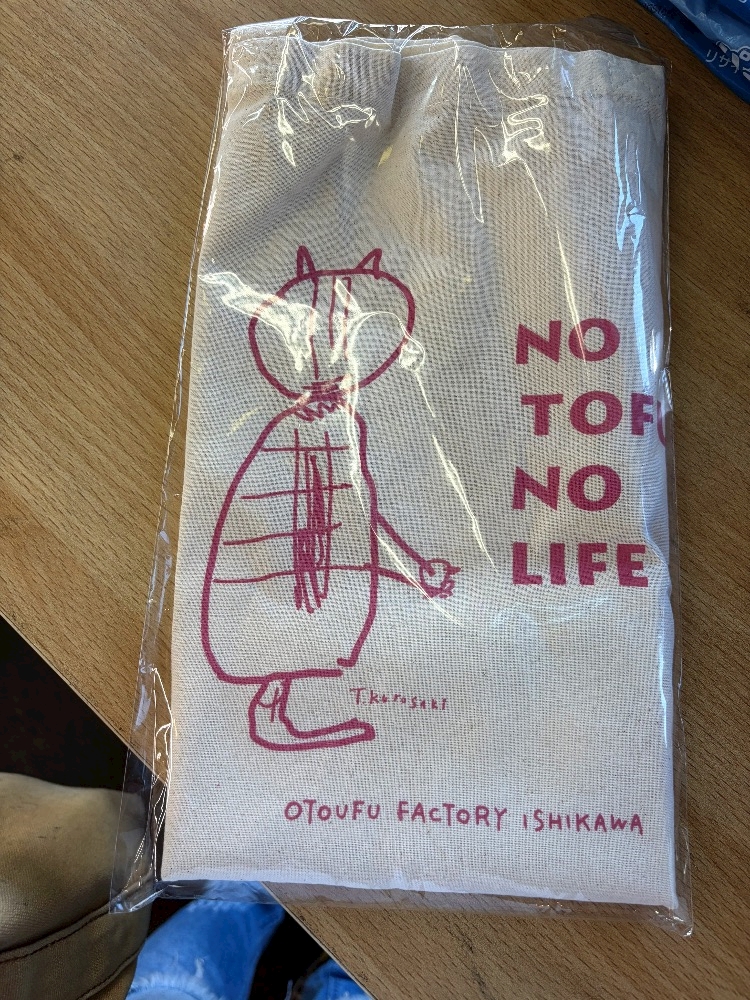 NO
TOFU
NO
LIFE
T.kurosaki
OTOUFU FACTORY ISHIKAWA